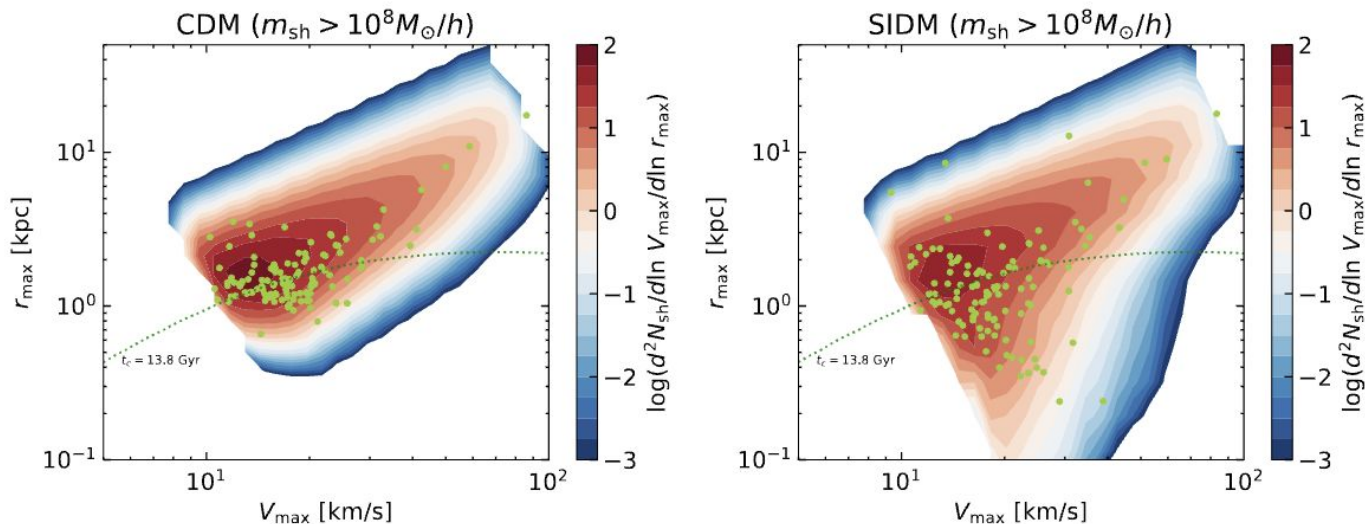 CDM (m_sh > 10^8 M_⊙/h)
10^1
10^0
10^-1
r_max [kpc]
t_c = 13.8 Gyr
10^1
10^2
V_max [km/s]
2
1
0
−1
−2
−3
log(d^2N_sh/dln V_max/dln r_max)
SIDM (m_sh > 10^8 M_⊙/h)
10^1
10^0
10^-1
r_max [kpc]
t_c = 13.8 Gyr
10^1
10^2
V_max [km/s]
2
1
0
−1
−2
−3
log(d^2N_sh/dln V_max/dln r_max)